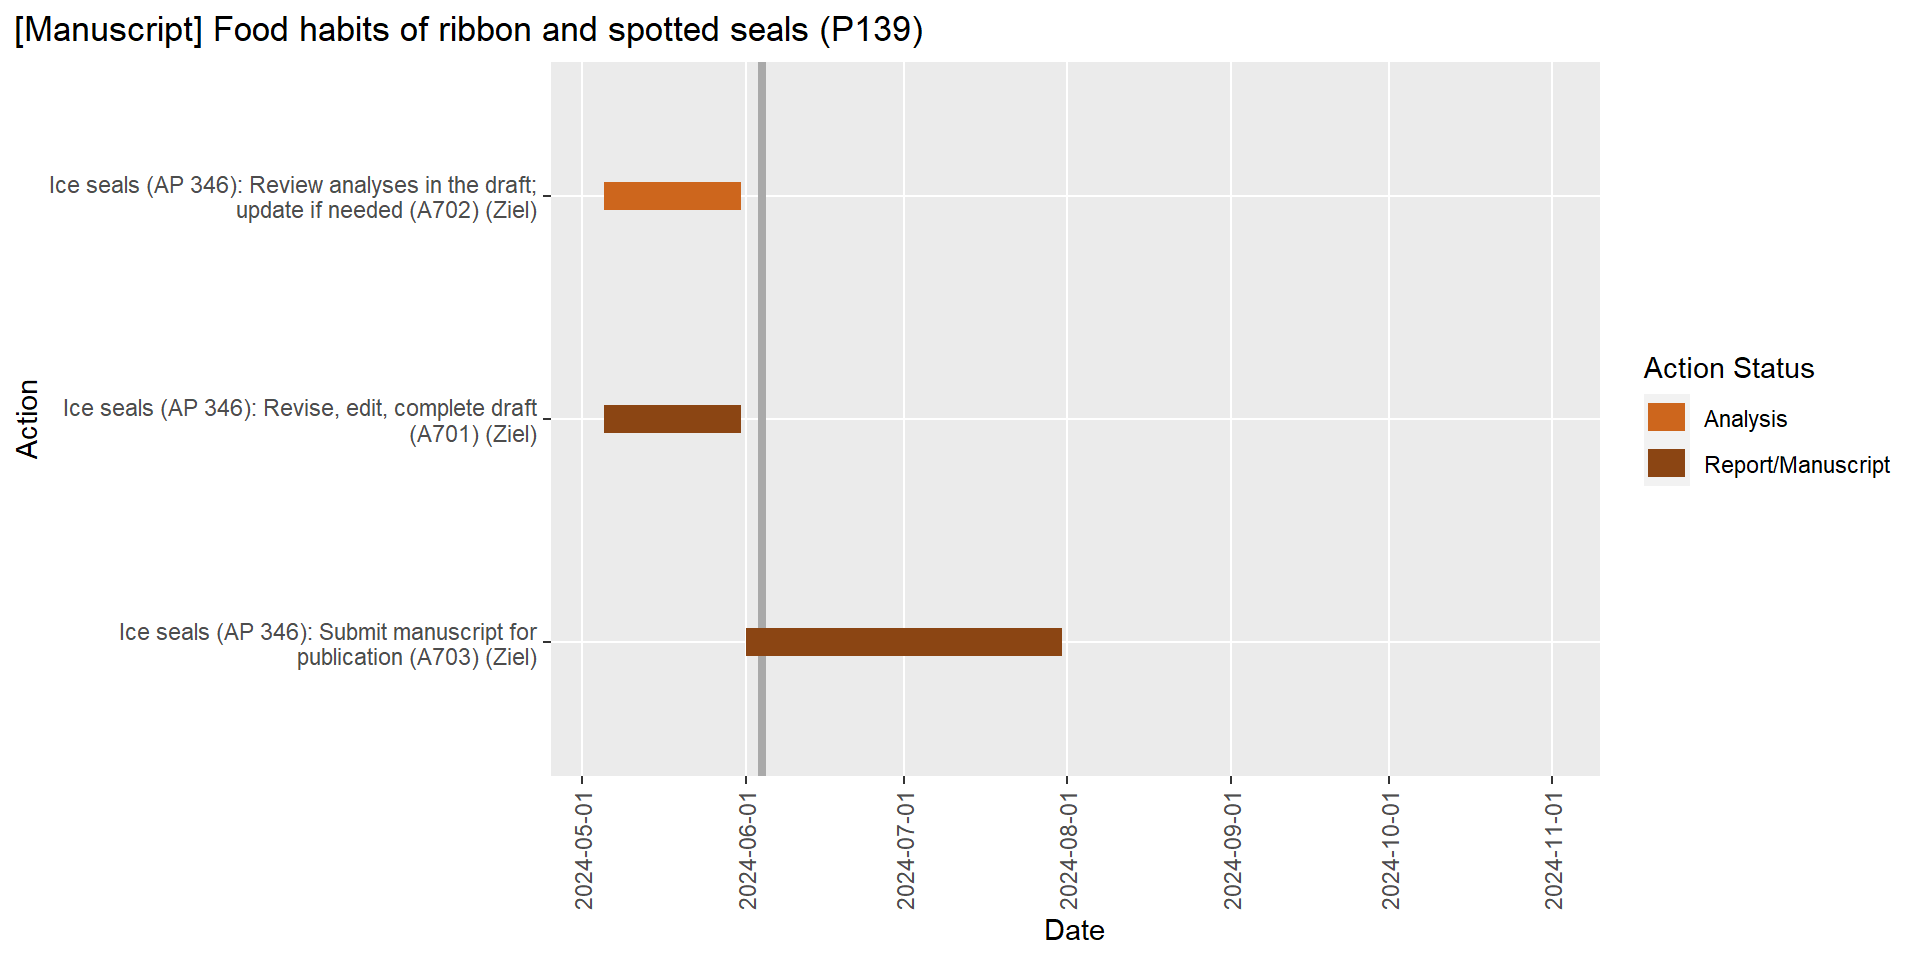 [Manuscript] Food habits of ribbon and spotted seals (P139)
Ice seals (AP 346): Review analyses in the draft;
update if needed (A702) (Ziel)
Ice seals (AP 346): Revise, edit, complete draft
(A701) (Ziel)
Ice seals (AP 346): Submit manuscript for
publication (A703) (Ziel)
Action
2024-05-01
2024-06-01
2024-07-01
2024-08-01
2024-09-01
2024-10-01
2024-11-01
Date
Action Status
Analysis
Report/Manuscript